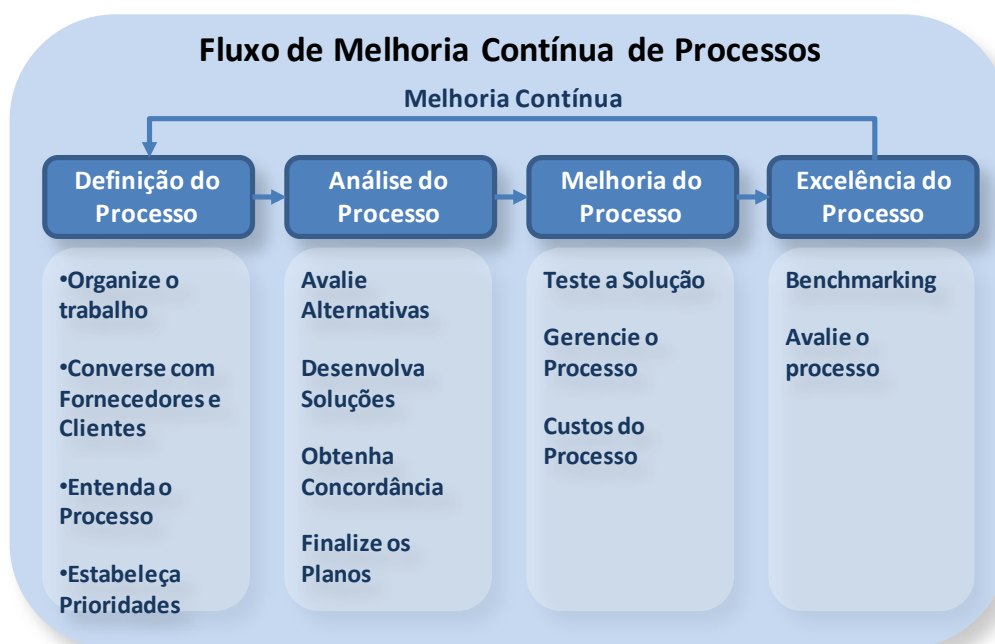 Fluxo de Melhoria Contínua de Processos
Melhoria Contínua
Definição do
Processo
Análise do
Processo
Melhoria do
Processo
Excelência do
Processo
•Organize o
trabalho
•Converse com
Fornecedores e
Clientes
•Entenda o
Processo
•Estabeleça
Prioridades
Avalie
Alternativas
Desenvolva
Soluções
Obtenha
Concordância
Finalize os
Planos
Teste a Solução
Gerencie o
Processo
Custos do
Processo
Benchmarking
Avalie o
processo